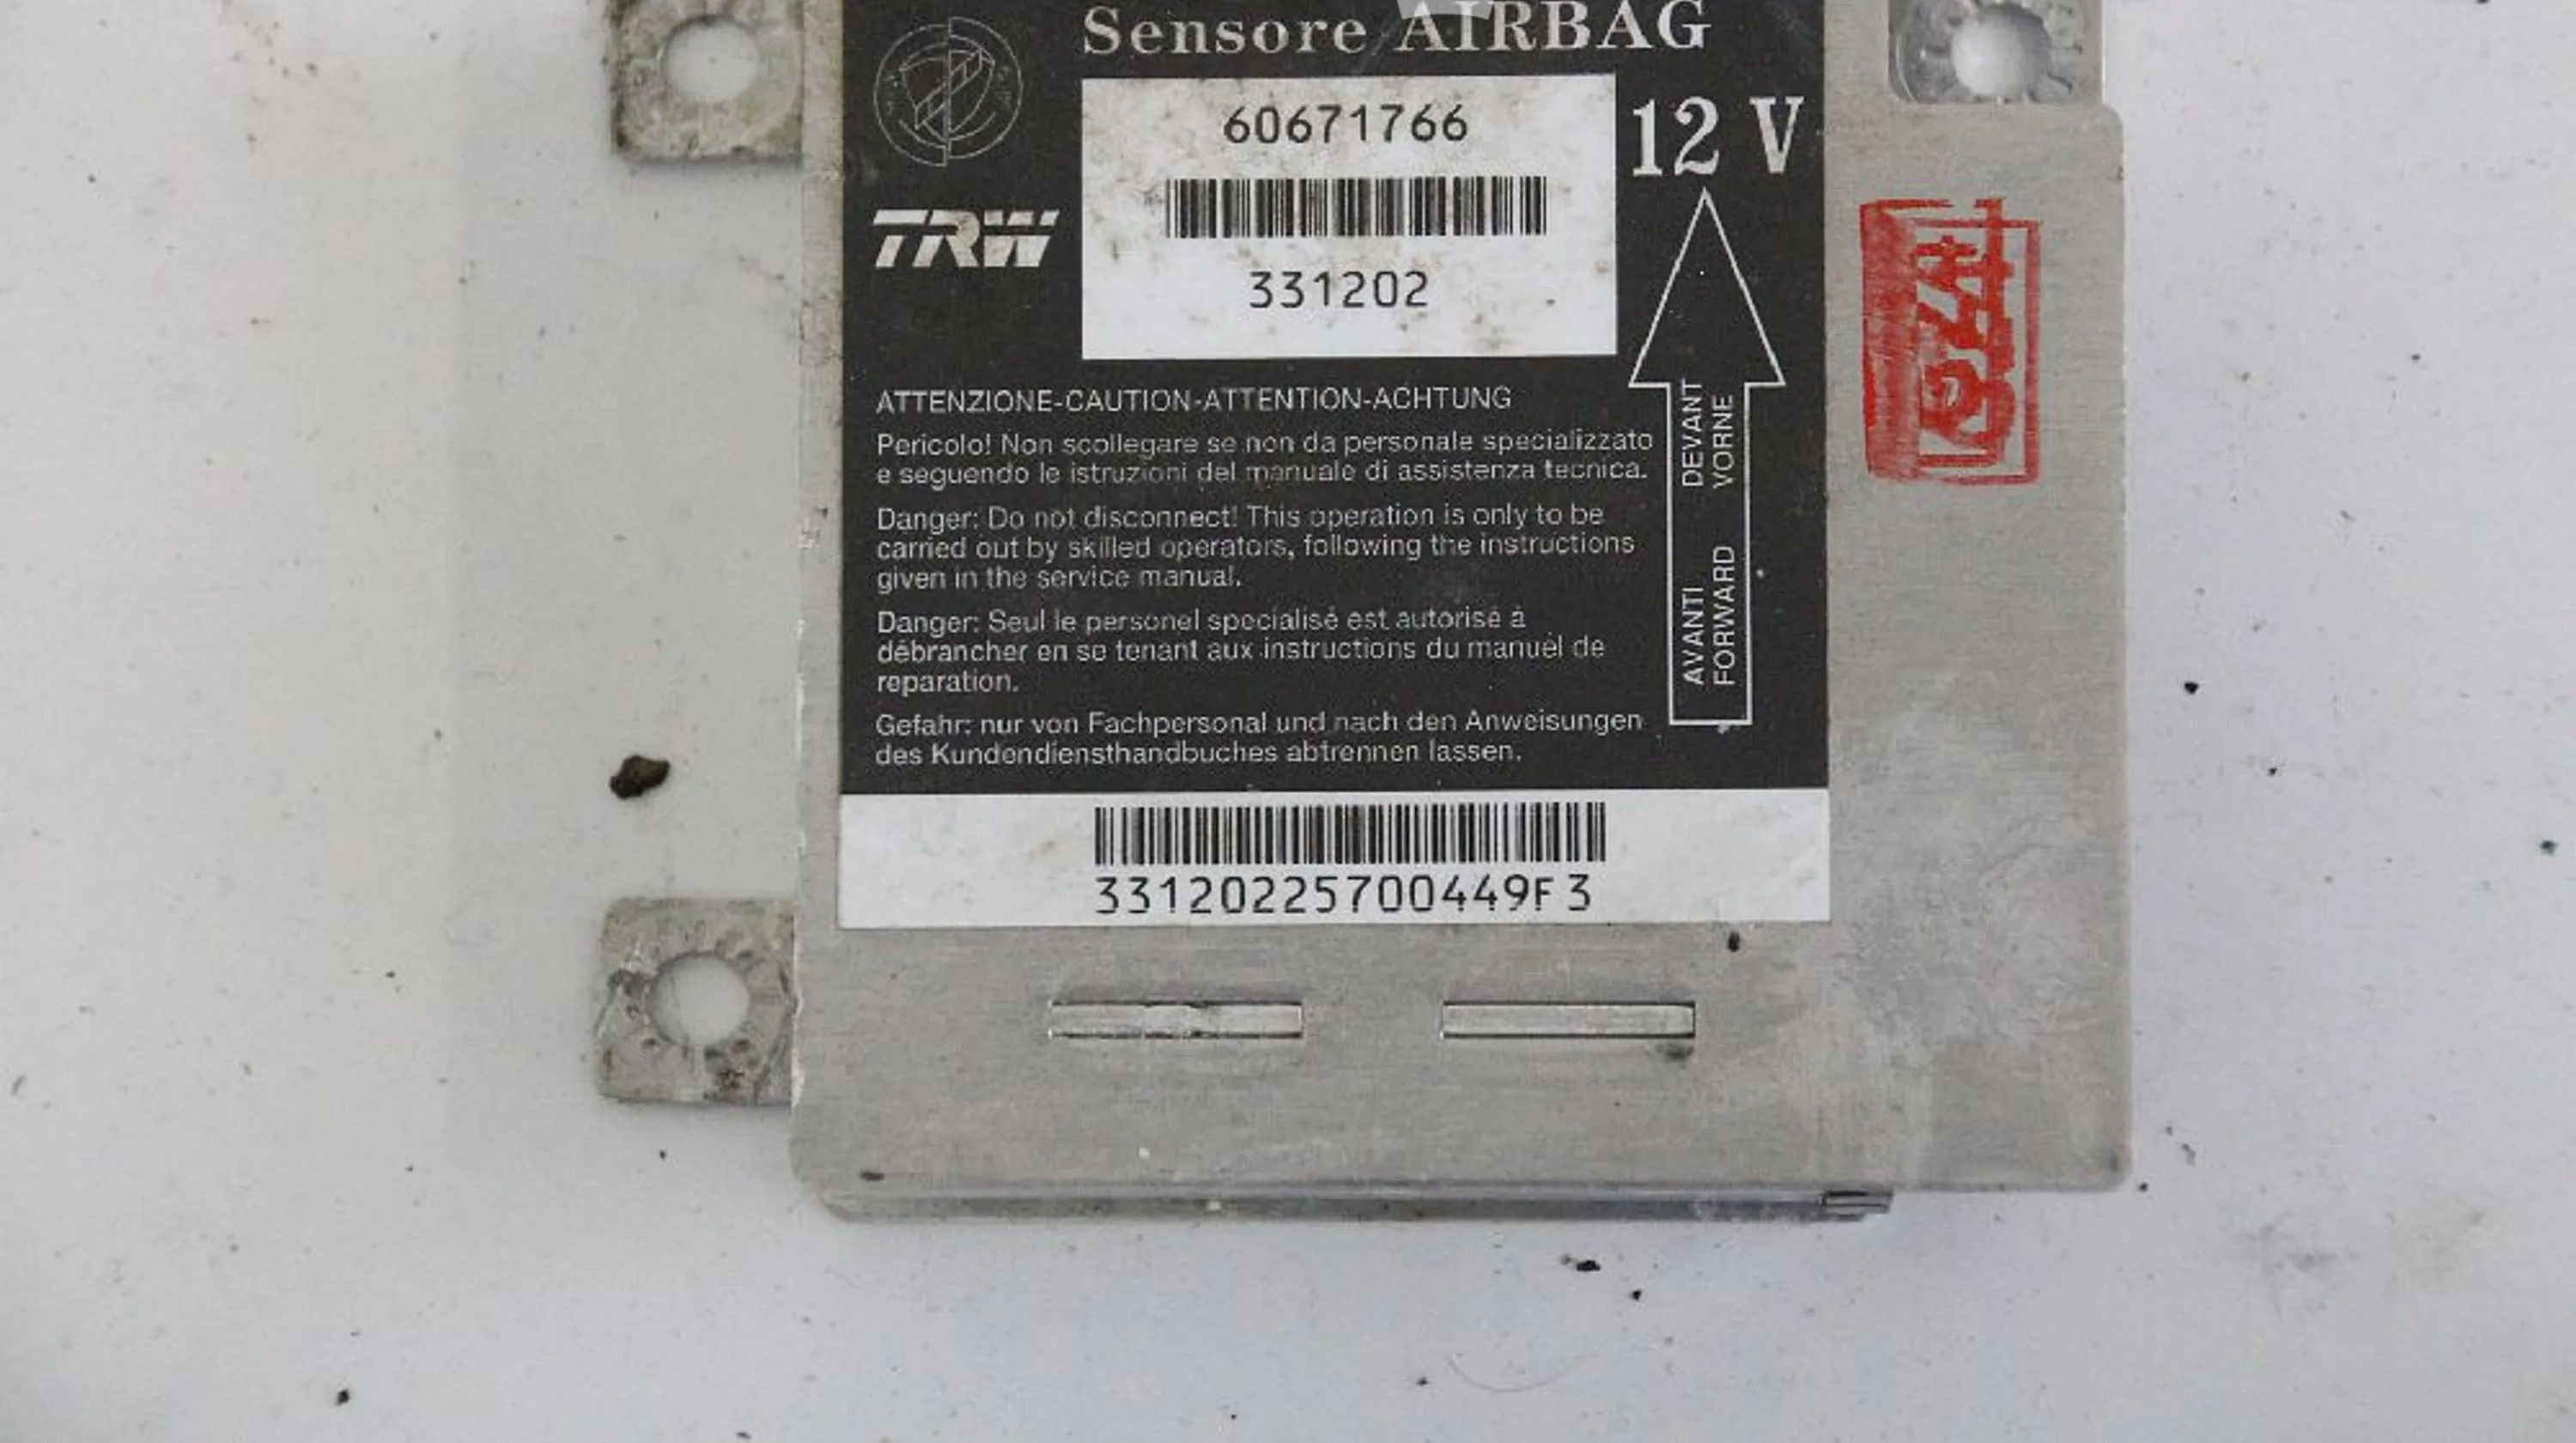 Sensore AIRBAG
60671766
12 V
TRW
331202
ATTENZIONE-CAUTION-ATTENTION-ACHTUNG
Pericolo! Non scollegare se non da personale specializzato
e seguendo le istruzioni del manuale di assistenza tecnica.
Danger: Do not disconnect! This operation is only to be
carried out by skilled operators, following the instructions
given in the service manual.
Danger: Seul le personel specialisé est autorisé à
débrancher en se tenant aux instructions du manuel de
reparation.
Gefahr: nur von Fachpersonal und nach den Anweisungen
des Kundendiensthandbuches abtrennen lassen.
AVANTI DEVANT
FORWARD VORNE
33120225700449F3